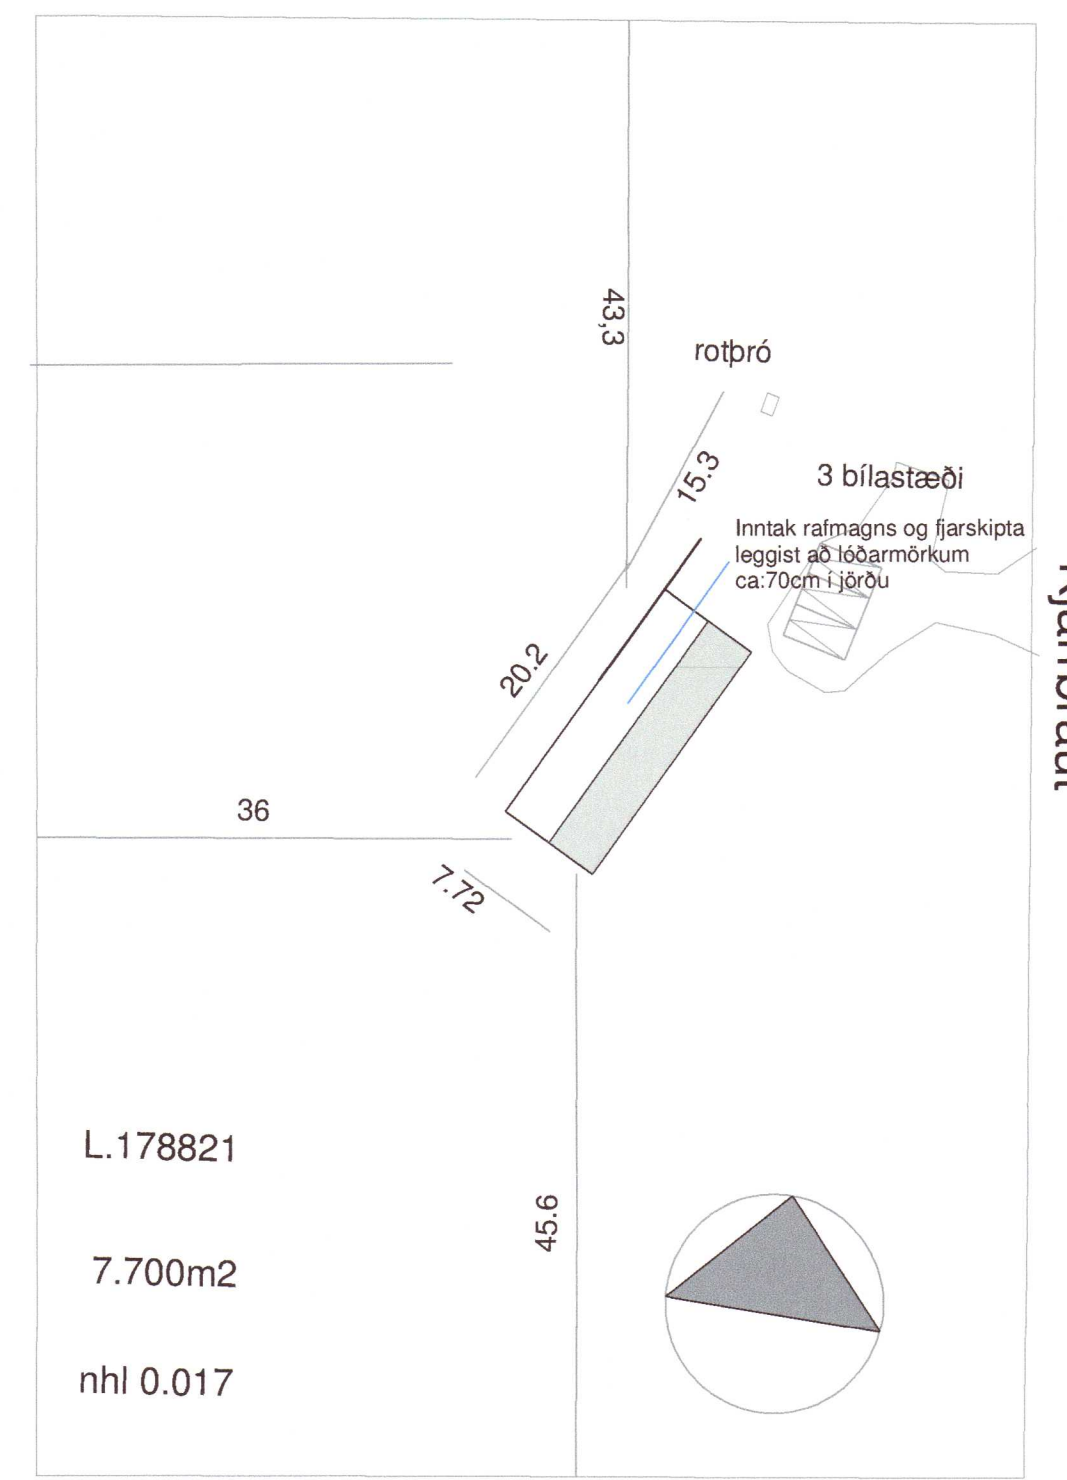 43,3
rotþró
15.3
3 bílastæði
Inntak rafmagns og fjarskipta
leggist að lóðarmörkum
ca:70cm í jörðu
20.2
36
7.72
L.178821
45.6
7.700m2
nhl 0.017